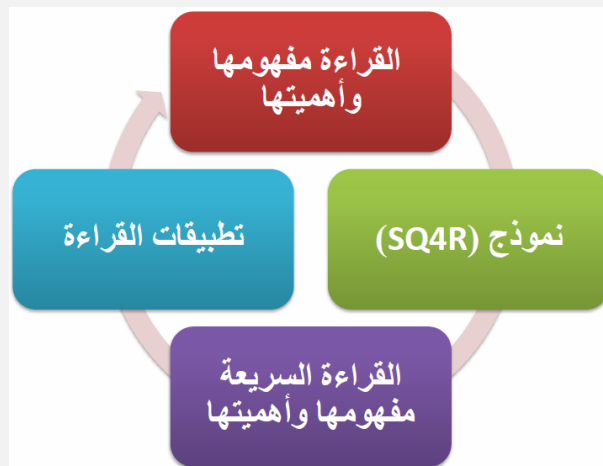 القراءة مفهومها
وأهميتها
نموذج (SQ4R)
القراءة السريعة
مفهومها وأهميتها
تطبيقات القراءة